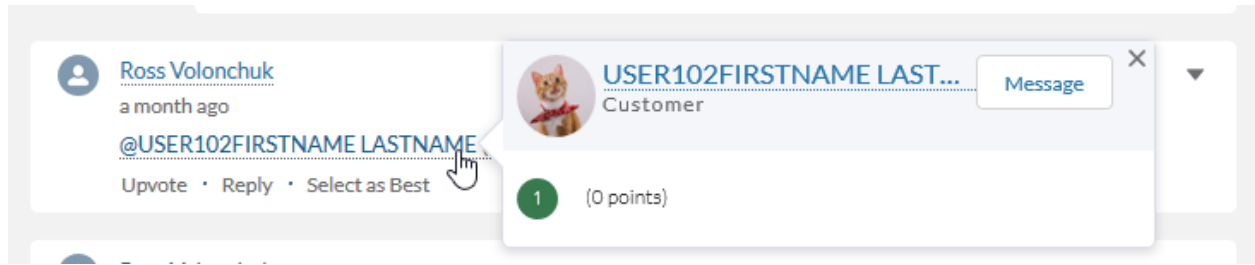 Ross Volonchuk
a month ago
@USER102FIRSTNAME LASTNAME
Upvote · Reply · Select as Best
USER102FIRSTNAME LAST...
Message
Customer
1 (0 points)